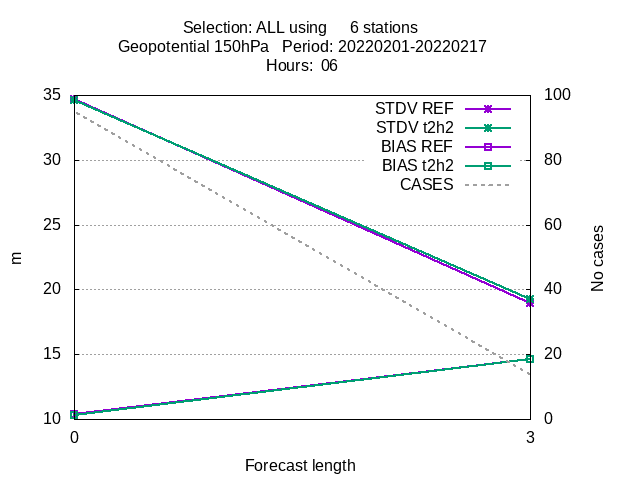 Selection: ALL using     6 stations
Geopotential 150hPa   Period: 20220201-20220217
Hours:  06
35
30
25
20
15
10
100
80
60
40
20
0
STDV REF
STDV t2h2
BIAS REF
BIAS t2h2
CASES
m
No cases
0
3
Forecast length